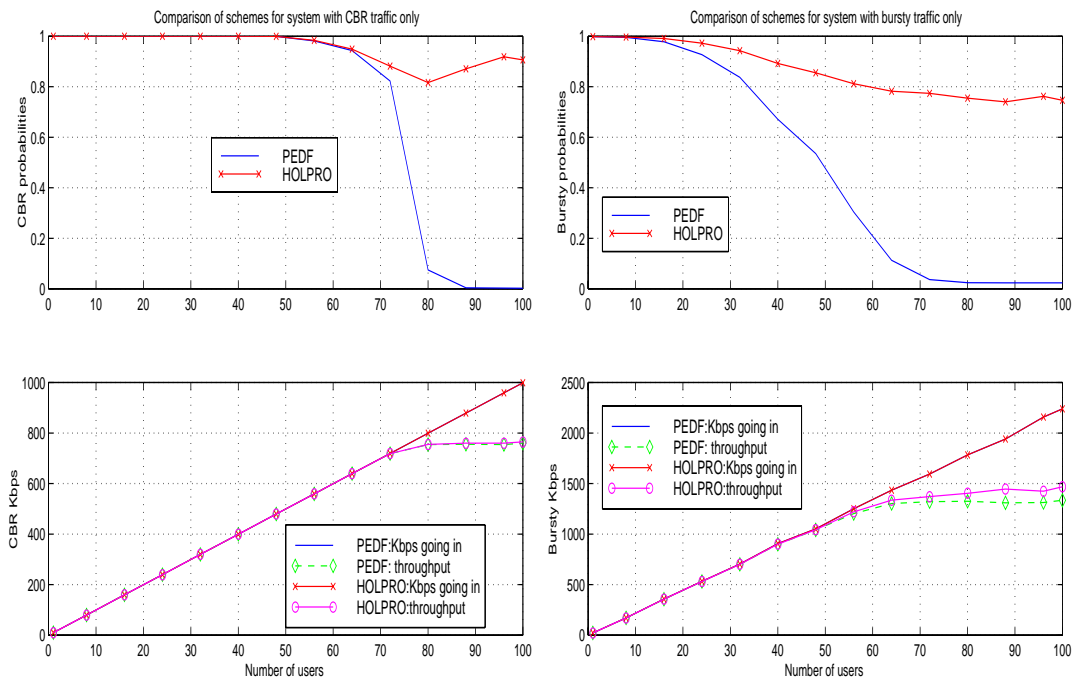 Comparison of schemes for system with CBR traffic only
1
0.8
0.6
0.4
0.2
0
CBR probabilities
PEDF
HOLPRO
0 10 20 30 40 50 60 70 80 90 100
Comparison of schemes for system with bursty traffic only
1
0.8
0.6
0.4
0.2
0
Bursty probabilities
PEDF
HOLPRO
0 10 20 30 40 50 60 70 80 90 100
1000
800
600
400
200
0
CBR Kbps
PEDF:Kbps going in
PEDF: throughput
HOLPRO:Kbps going in
HOLPRO:throughput
0 10 20 30 40 50 60 70 80 90 100
Number of users
2500
2000
1500
1000
500
0
Bursty Kbps
PEDF:Kbps going in
PEDF: throughput
HOLPRO:Kbps going in
HOLPRO:throughput
0 10 20 30 40 50 60 70 80 90 100
Number of users